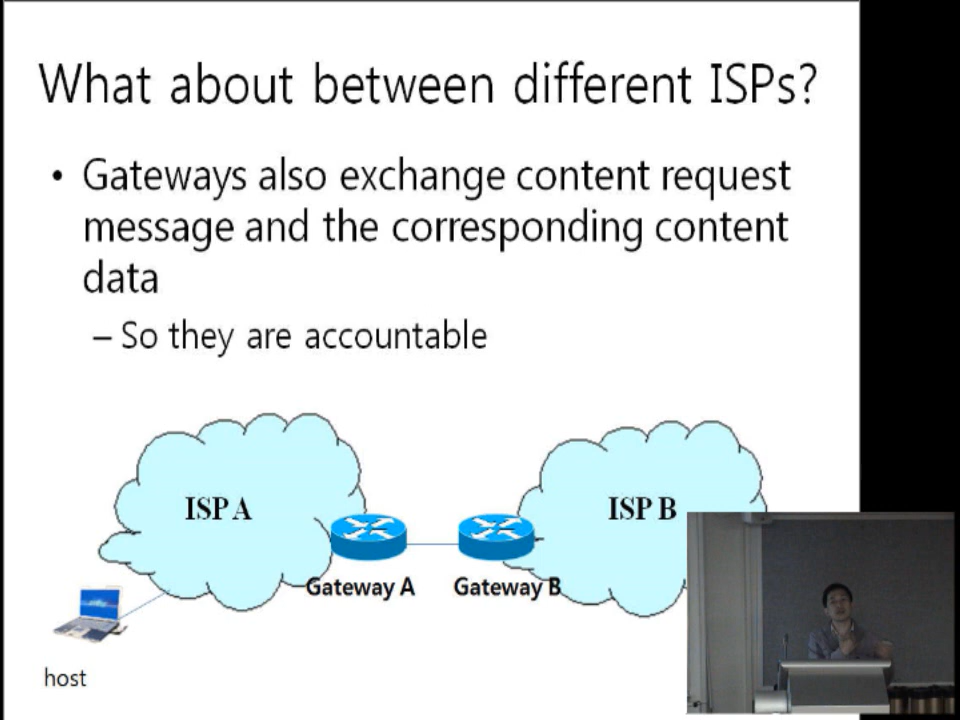 What about between different ISPs?
• Gateways also exchange content request
message and the corresponding content
data
– So they are accountable
ISP A
ISP B
Gateway A
Gateway B
host